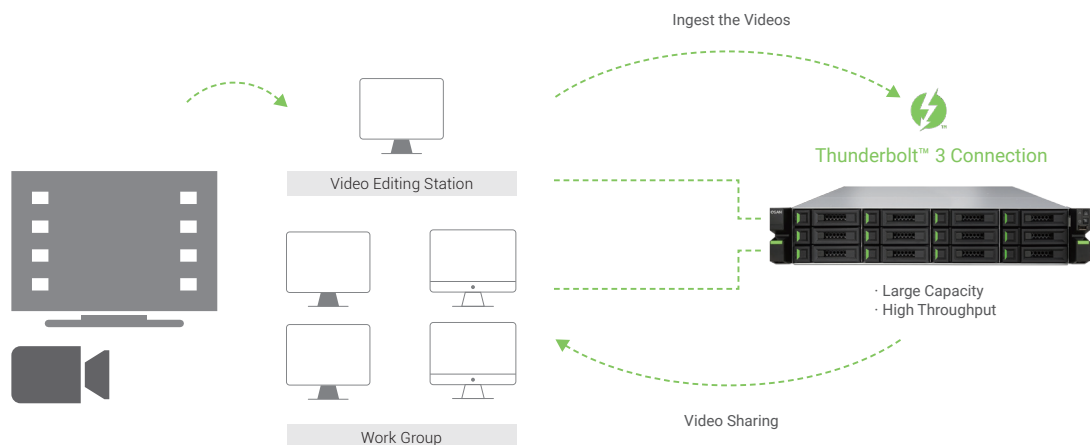 Ingest the Videos
Thunderbolt™ 3 Connection
Video Editing Station
· Large Capacity
· High Throughput
Video Sharing
Work Group